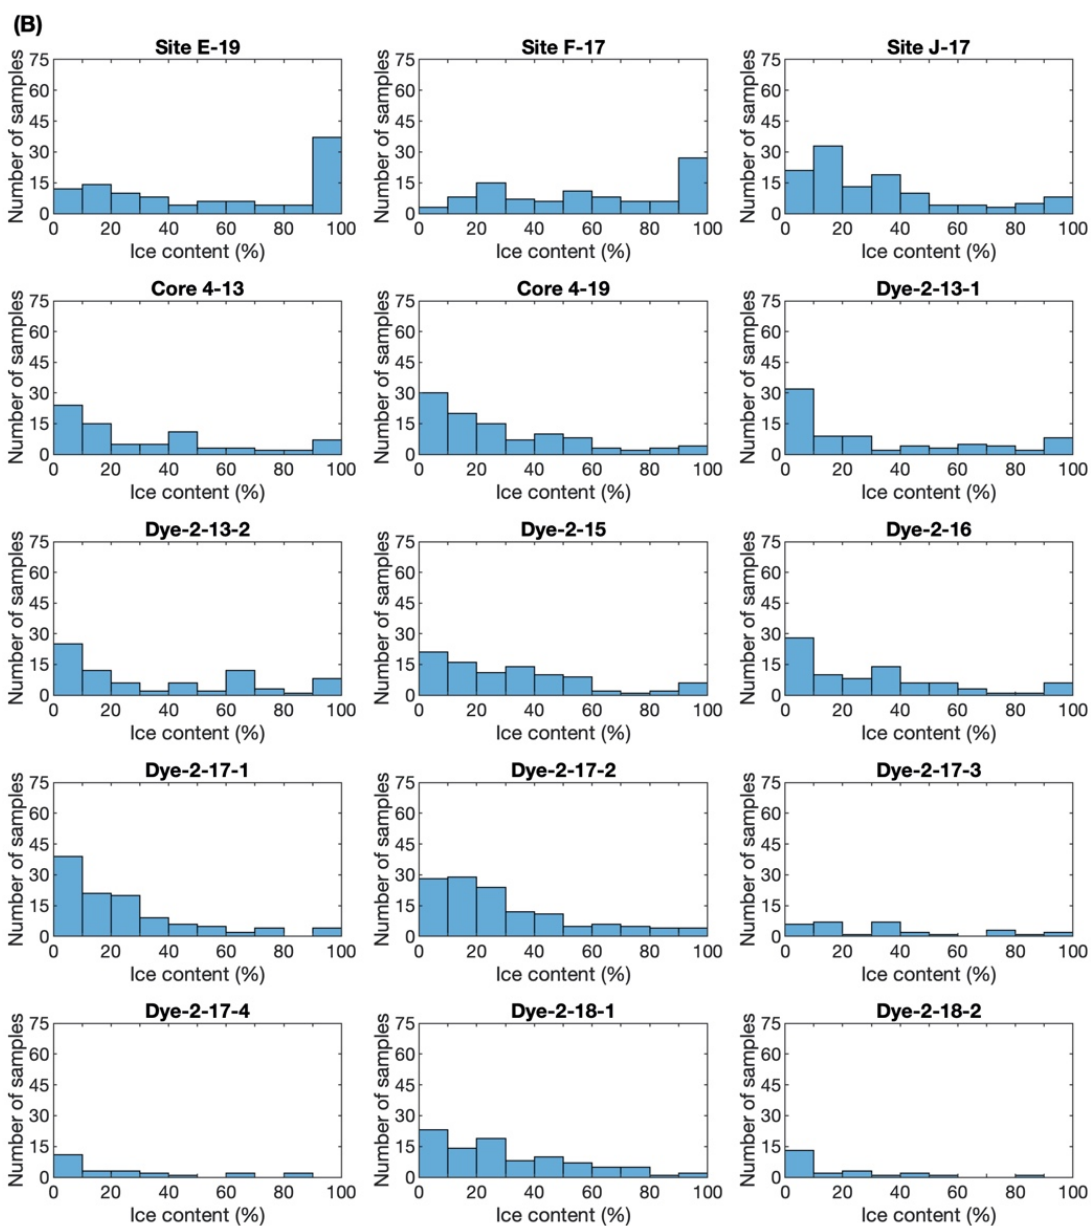 (B)
Site E-19 Site F-17 Site J-17
75 75 75
60 60 60
45 45 45
30 30 30
15 15 15
0 0 0
Number of samples Number of samples Number of samples
0 20 40 60 80 100 0 20 40 60 80 100 0 20 40 60 80 100
Ice content (%) Ice content (%) Ice content (%)
Core 4-13 Core 4-19 Dye-2-13-1
75 75 75
60 60 60
45 45 45
30 30 30
15 15 15
0 0 0
Number of samples Number of samples Number of samples
0 20 40 60 80 100 0 20 40 60 80 100 0 20 40 60 80 100
Ice content (%) Ice content (%) Ice content (%)
Dye-2-13-2 Dye-2-15 Dye-2-16
75 75 75
60 60 60
45 45 45
30 30 30
15 15 15
0 0 0
Number of samples Number of samples Number of samples
0 20 40 60 80 100 0 20 40 60 80 100 0 20 40 60 80 100
Ice content (%) Ice content (%) Ice content (%)
Dye-2-17-1 Dye-2-17-2 Dye-2-17-3
75 75 75
60 60 60
45 45 45
30 30 30
15 15 15
0 0 0
Number of samples Number of samples Number of samples
0 20 40 60 80 100 0 20 40 60 80 100 0 20 40 60 80 100
Ice content (%) Ice content (%) Ice content (%)
Dye-2-17-4 Dye-2-18-1 Dye-2-18-2
75 75 75
60 60 60
45 45 45
30 30 30
15 15 15
0 0 0
Number of samples Number of samples Number of samples
0 20 40 60 80 100 0 20 40 60 80 100 0 20 40 60 80 100
Ice content (%) Ice content (%) Ice content (%)